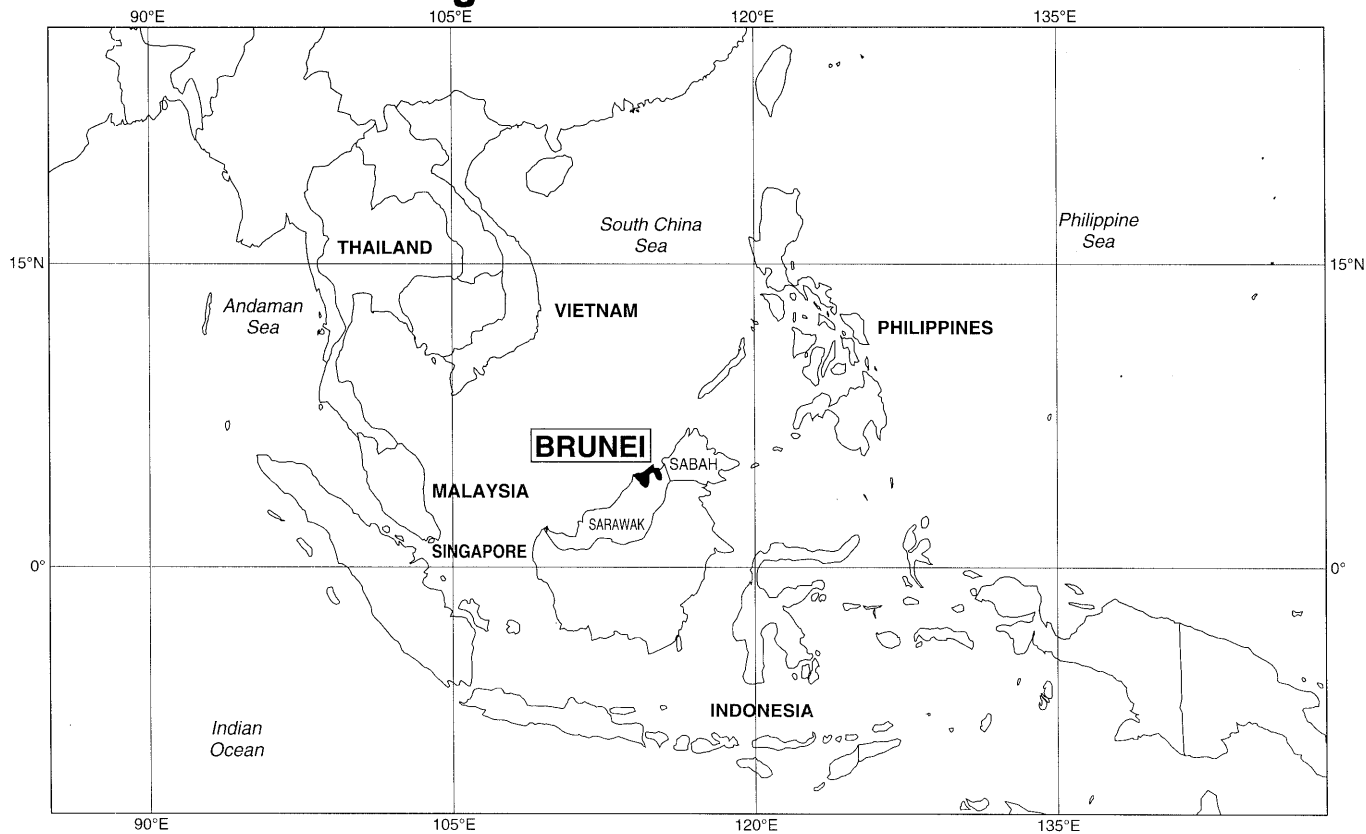 90°E
105°E
120°E
135°E
South China
Sea
Philippine
Sea
THAILAND
15°N
15°N
Andaman
Sea
VIETNAM
PHILIPPINES
BRUNEI
SABAH
MALAYSIA
SARAWAK
SINGAPORE
0°
0°
INDONESIA
Indian
Ocean
90°E
105°E
120°E
135°E